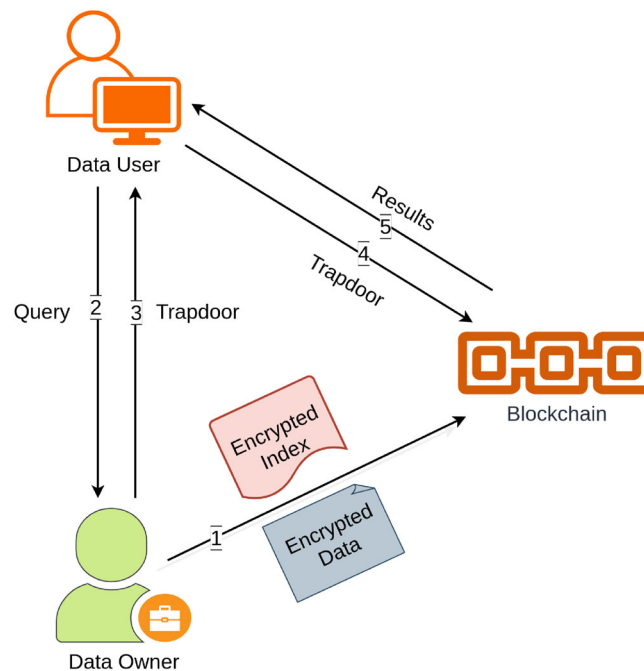 Data User
Results
5
4
Trapdoor
Query
2
3
Trapdoor
Blockchain
Encrypted
Index
1
Encrypted
Data
Data Owner